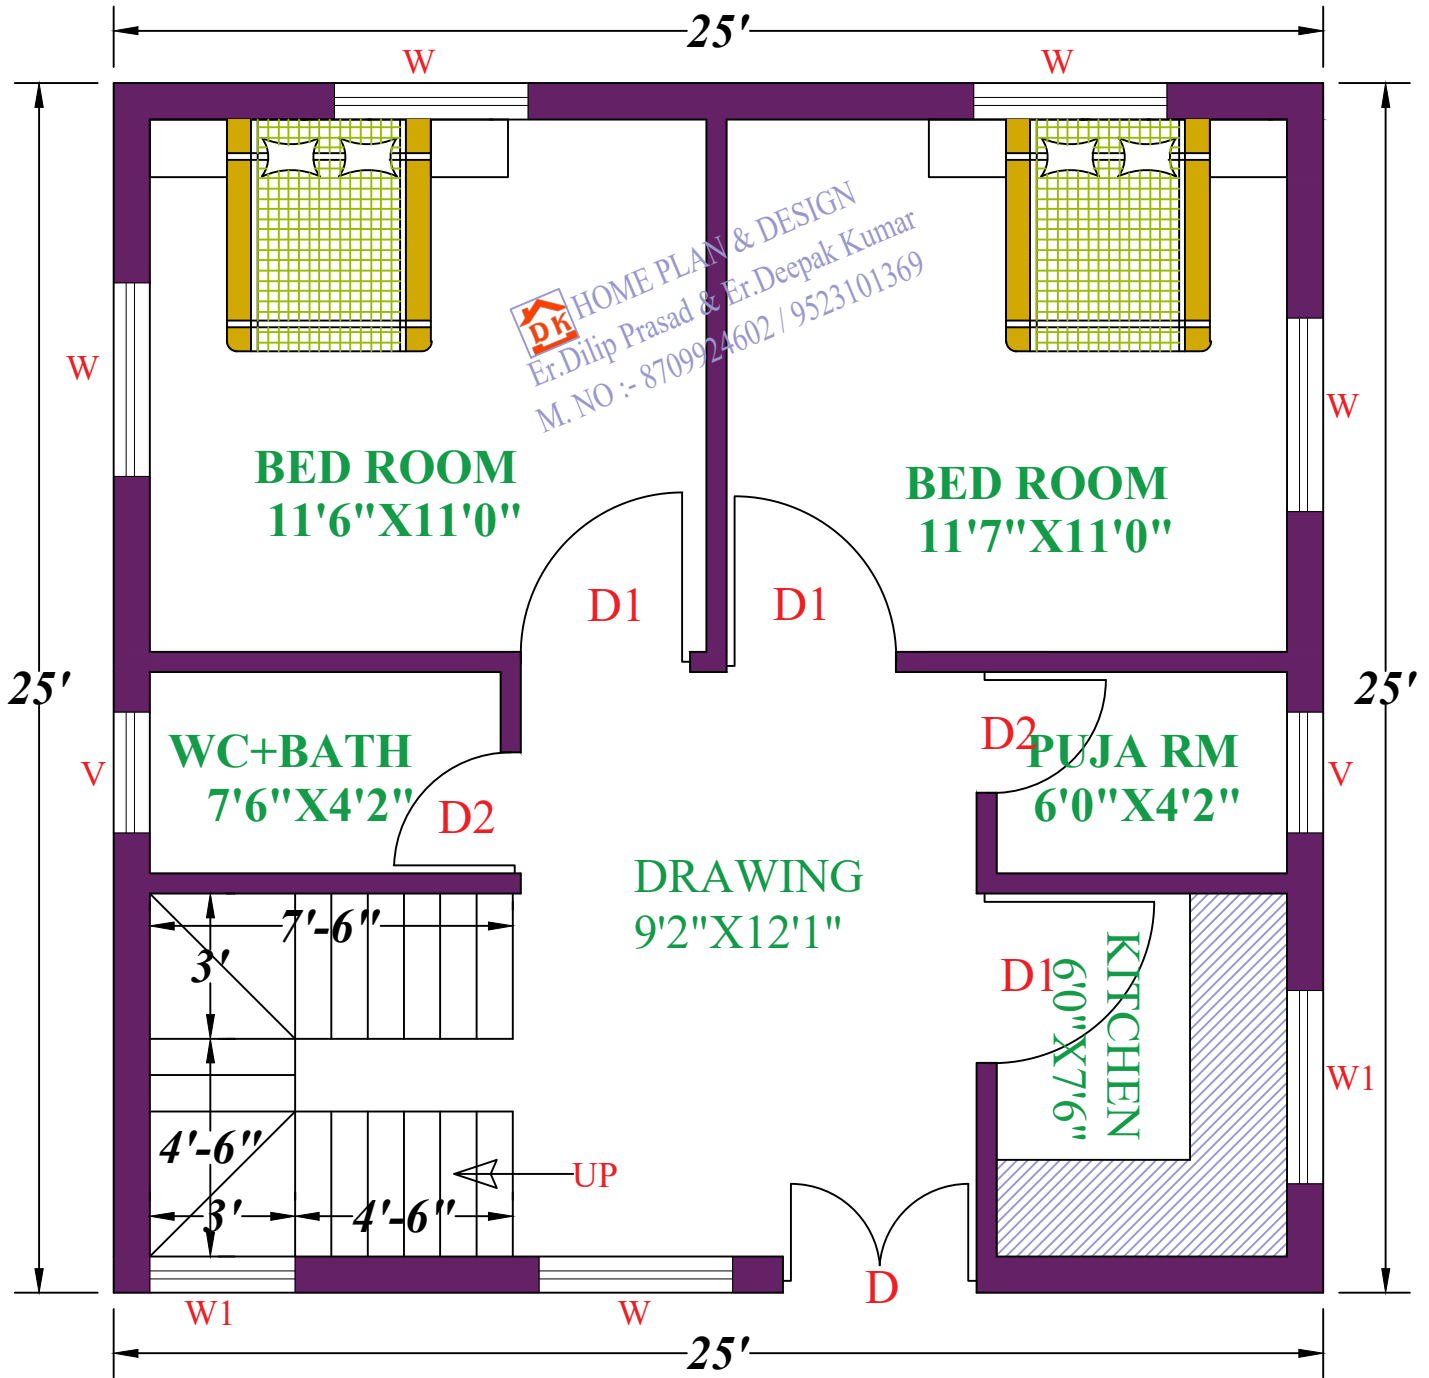 25'
W
W
HOME PLAN & DESIGN
DK
Er.Dilip Prasad & Er.Deepak Kumar
M. NO :- 8709924602 / 9523101369
W
W
BED ROOM
11'6"X11'0"
BED ROOM
11'7"X11'0"
D1
D1
25'
25'
WC+BATH
7'6"X4'2"
D2
D2
PUJA RM
6'0"X4'2"
V
V
DRAWING
9'2"X12'1"
7'-6"
3'
D1
KITCHEN
6'0"X7'6"
W1
4'-6"
UP
3'
4'-6"
D
W1
W
25'